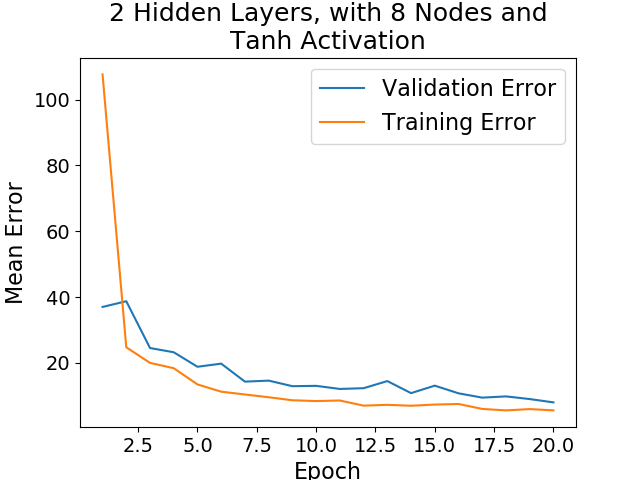 2 Hidden Layers, with 8 Nodes and
Tanh Activation
Validation Error
Training Error
Mean Error
100
80
60
40
20
2.5 5.0 7.5 10.0 12.5 15.0 17.5 20.0
Epoch